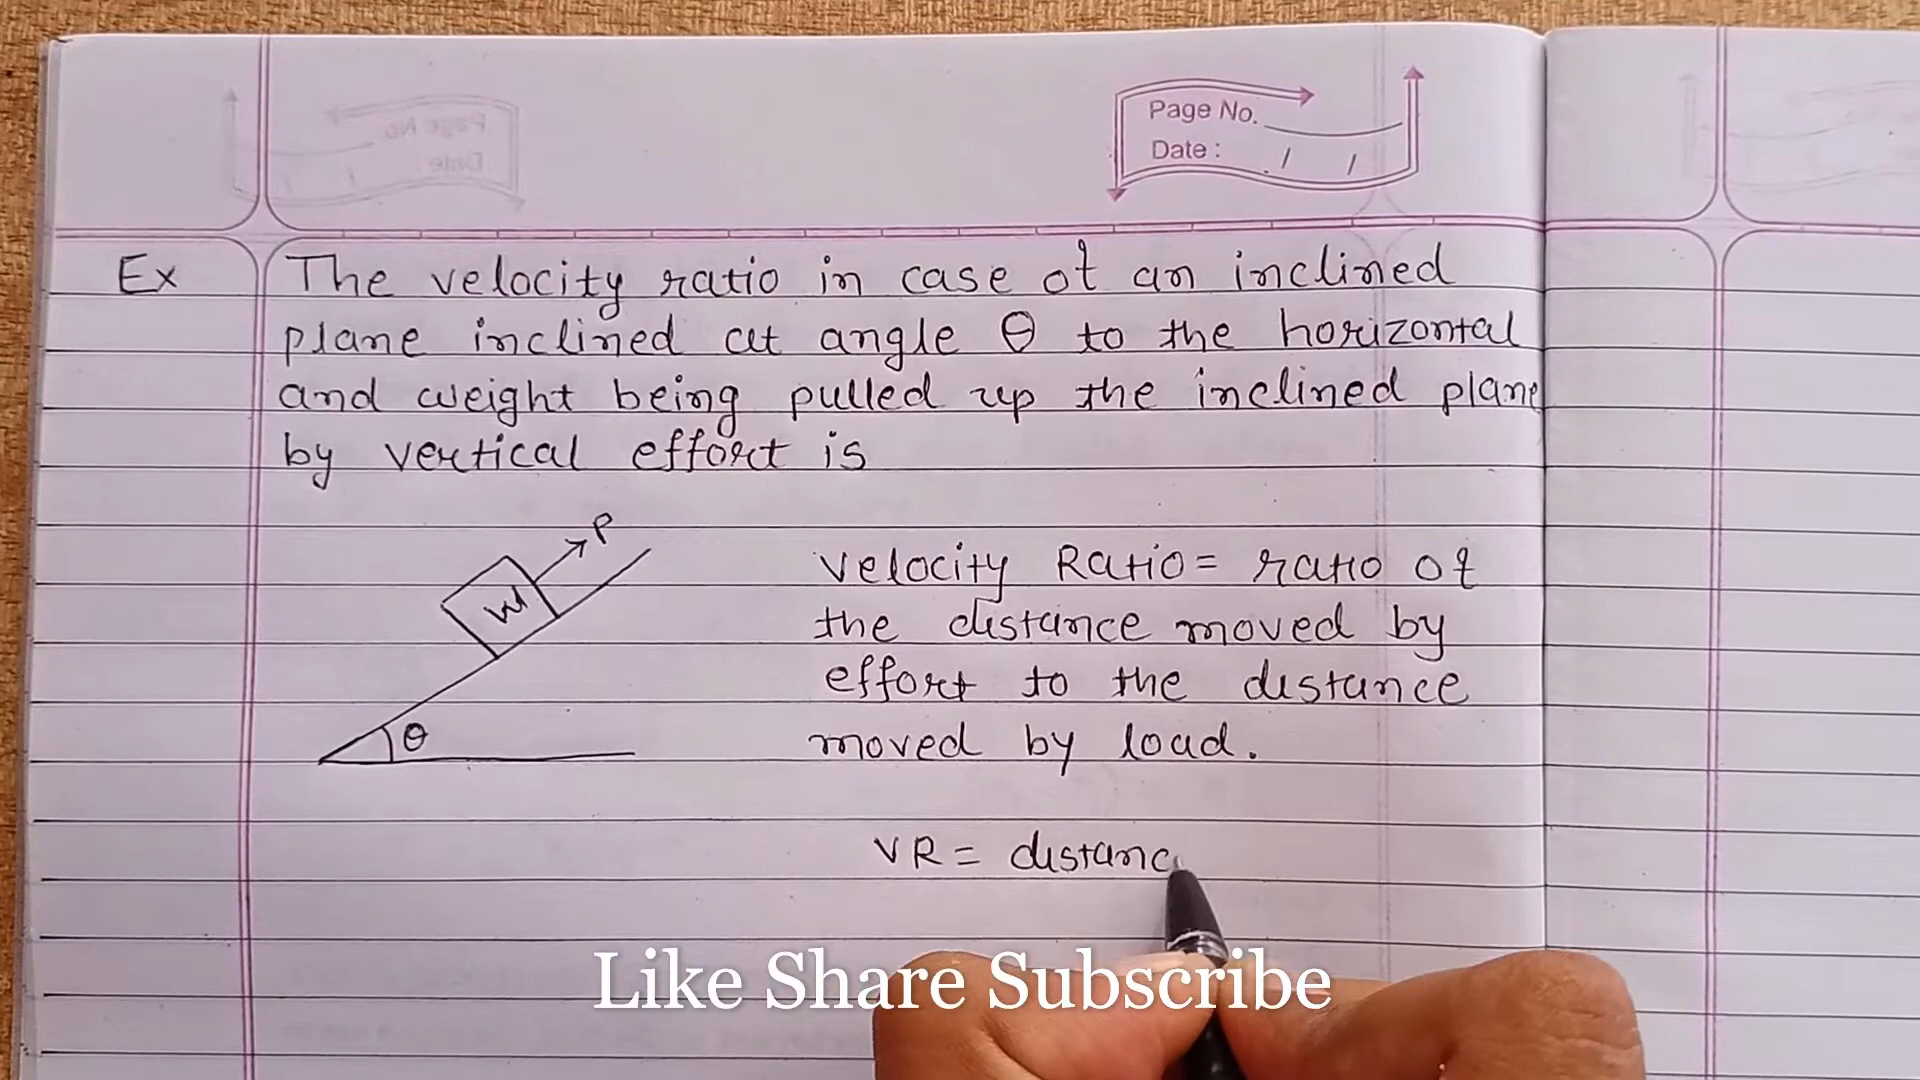 Page No.
Date : / /
Ex The velocity ratio in case of an inclined
plane inclined at angle θ to the horizontal
and weight being pulled up the inclined plane
by vertical effort is
P
W
θ
Velocity Ratio = ratio of
the distance moved by
effort to the distance
moved by load.
VR = distanc
Like Share Subscribe